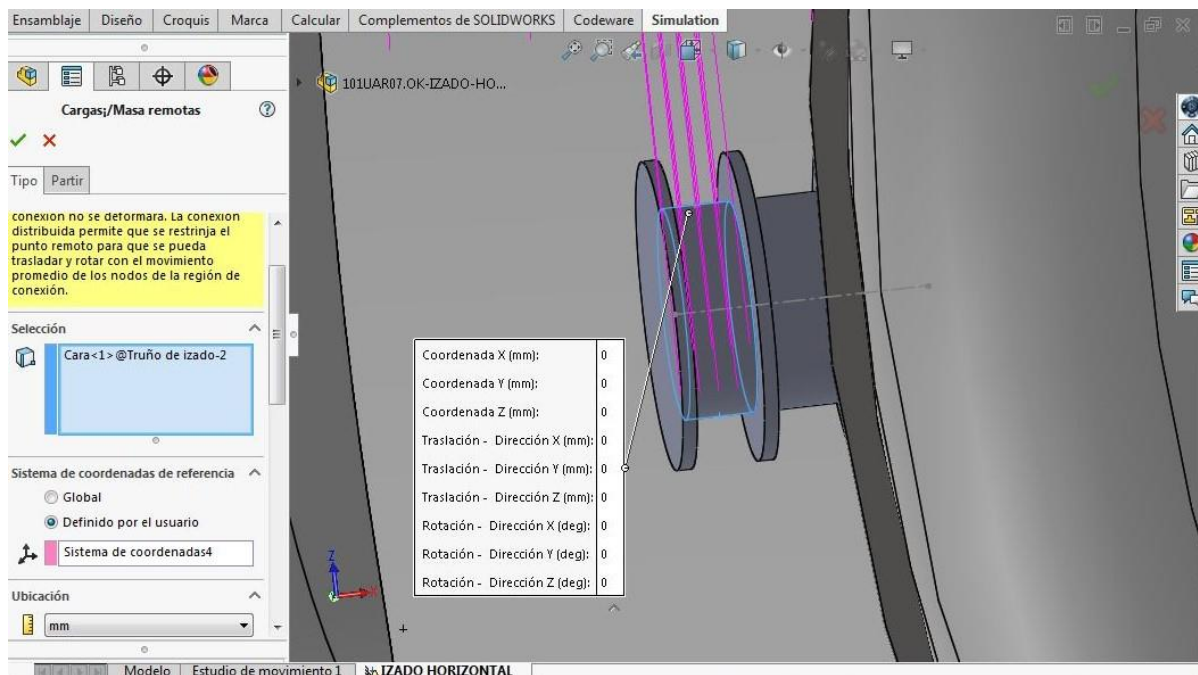 Ensamblaje Diseño Croquis Marca Calcular Complementos de SOLIDWORKS Codeware Simulation
101UAR07.OK-IZADO-HO...
Cargas¡/Masa remotas
Tipo Partir
conexión no se deformará. La conexión
distribuida permite que se restrinja el
punto remoto para que se pueda
trasladar y rotar con el movimiento
promedio de los nodos de la región de
conexión.
Selección
Cara<1>@Truño de izado-2
Sistema de coordenadas de referencia
Global
Definido por el usuario
Sistema de coordenadas4
Ubicación
mm
Coordenada X (mm): 0
Coordenada Y (mm): 0
Coordenada Z (mm): 0
Traslación - Dirección X (mm): 0
Traslación - Dirección Y (mm): 0
Traslación - Dirección Z (mm): 0
Rotación - Dirección X (deg): 0
Rotación - Dirección Y (deg): 0
Rotación - Dirección Z (deg): 0
Z
X
Modelo Estudio de movimiento 1 IZADO HORIZONTAL